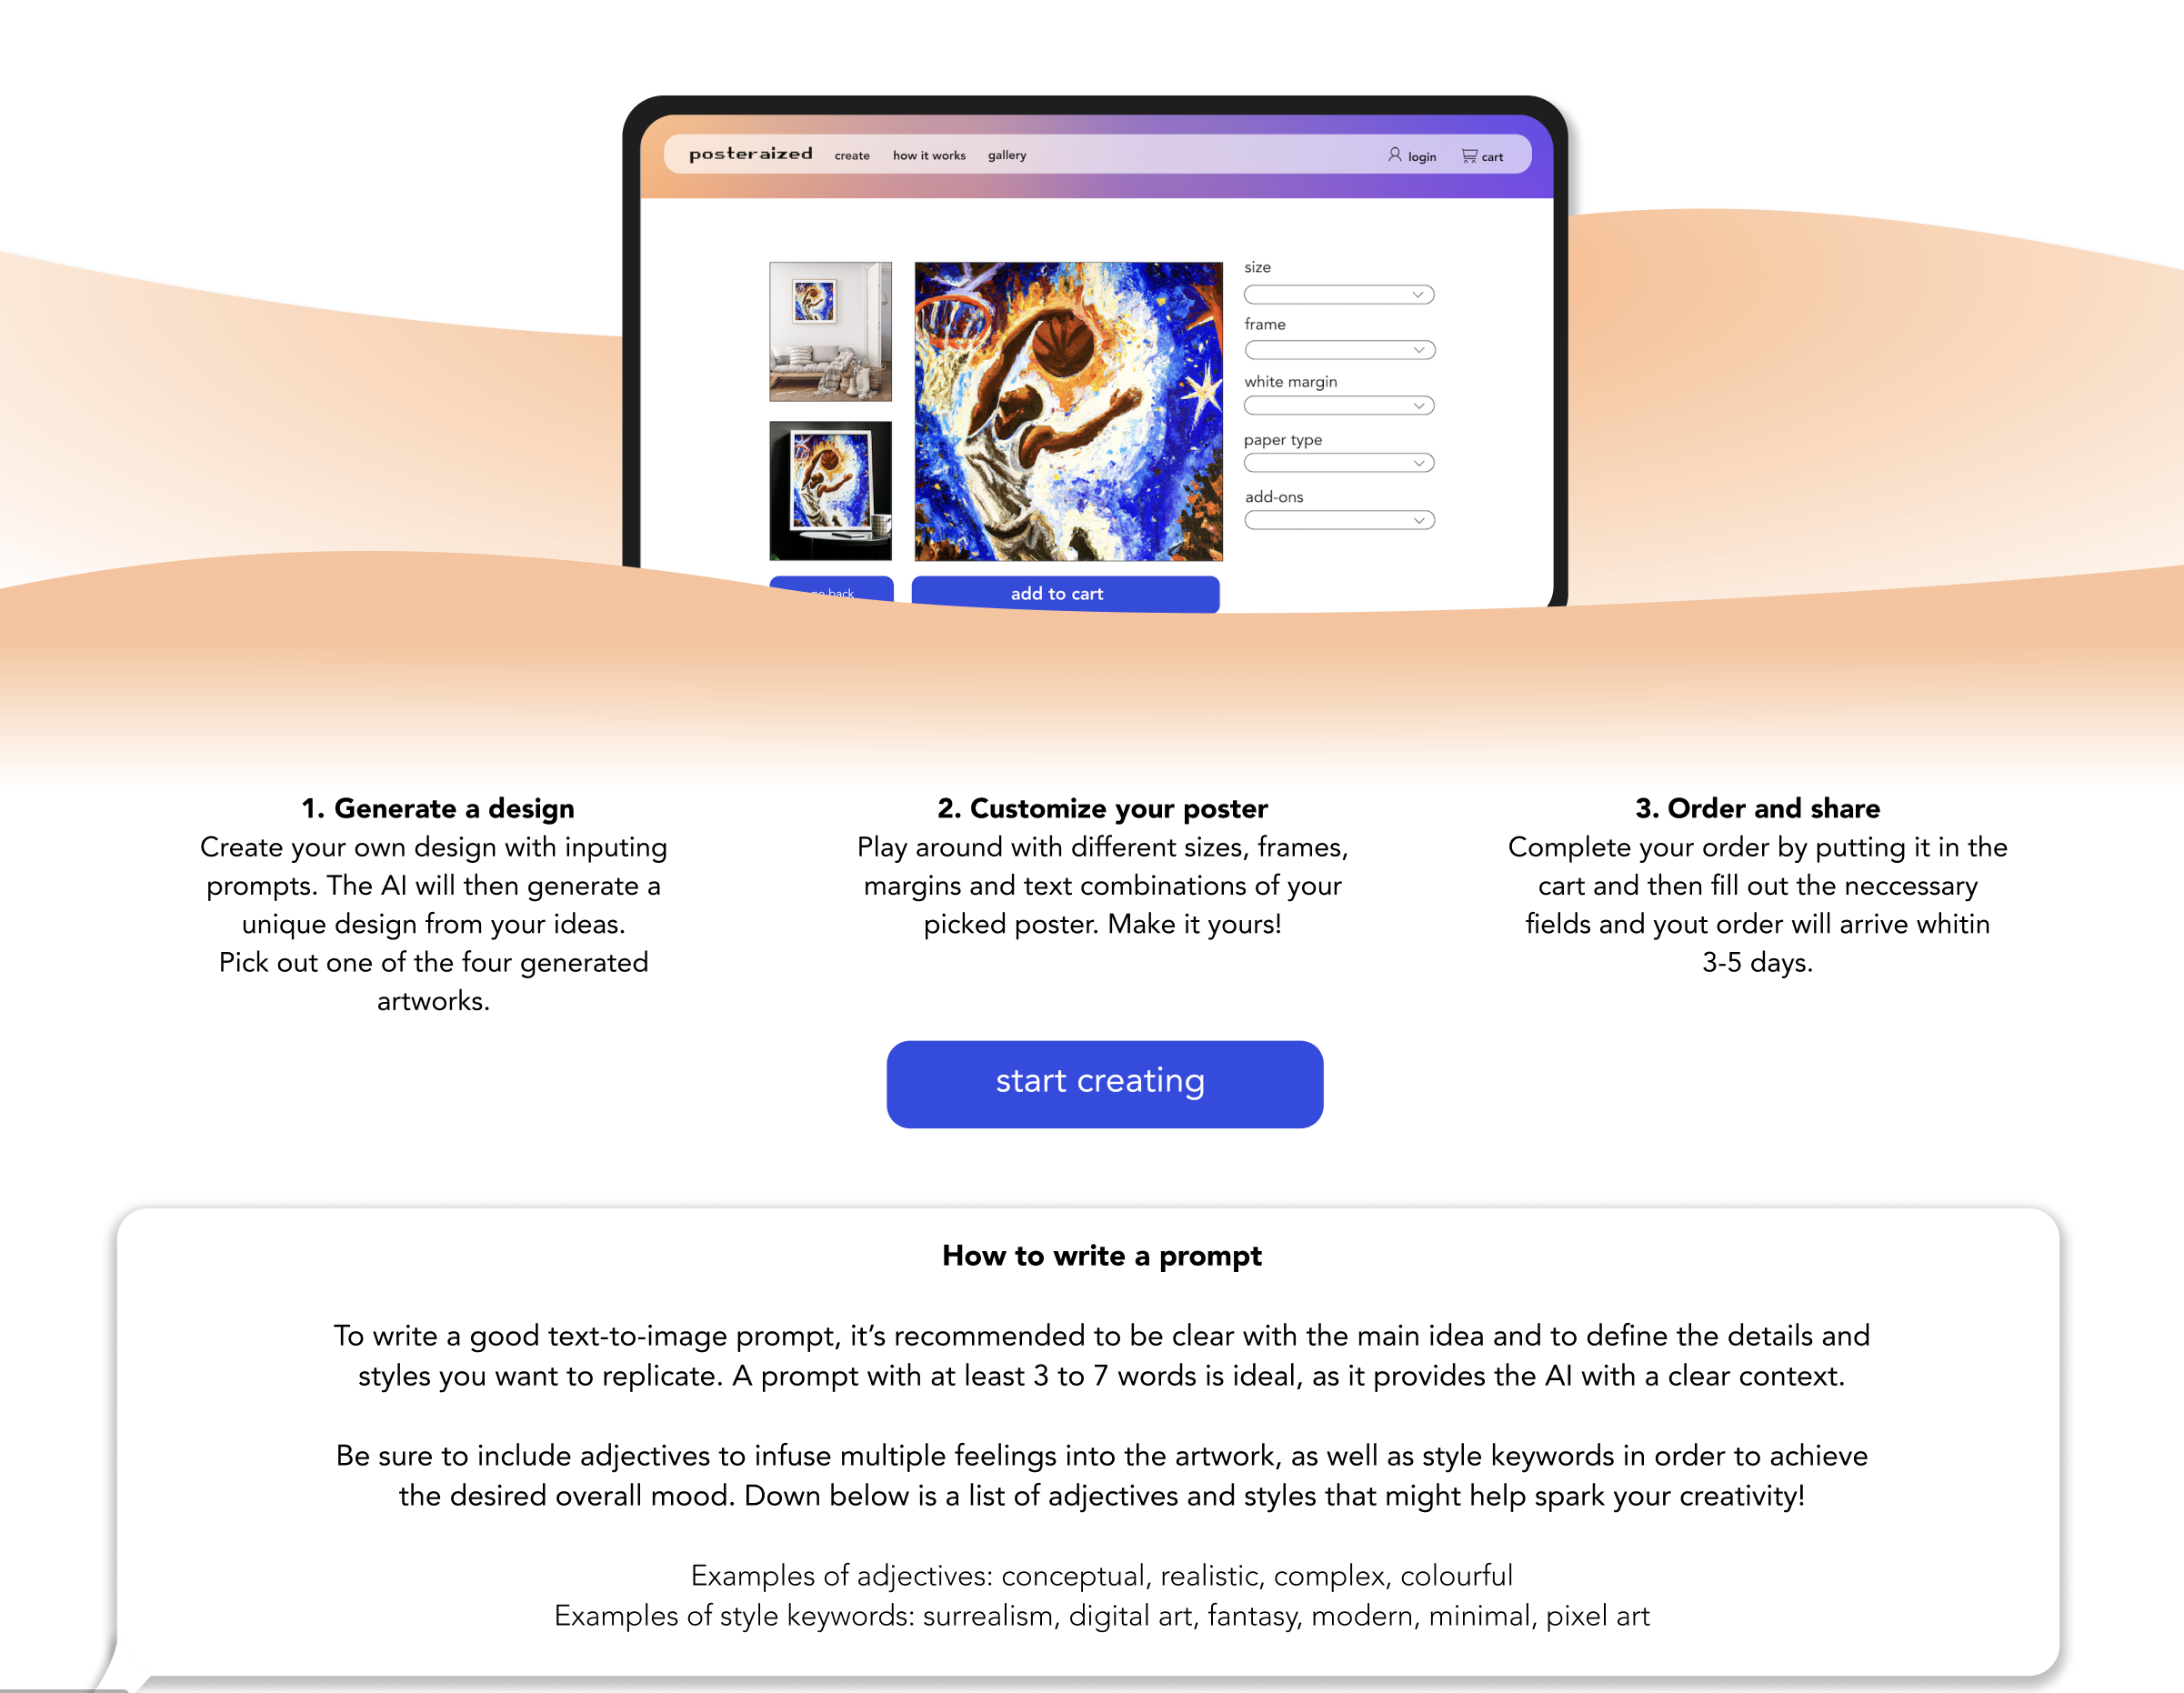 posteraized create how it works gallery login cart
size
frame
white margin
paper type
add-ons
go back add to cart
1. Generate a design
Create your own design with inputing
prompts. The AI will then generate a
unique design from your ideas.
Pick out one of the four generated
artworks.
2. Customize your poster
Play around with different sizes, frames,
margins and text combinations of your
picked poster. Make it yours!
3. Order and share
Complete your order by putting it in the
cart and then fill out the neccessary
fields and yout order will arrive whitin
3-5 days.
start creating
How to write a prompt
To write a good text-to-image prompt, it’s recommended to be clear with the main idea and to define the details and
styles you want to replicate. A prompt with at least 3 to 7 words is ideal, as it provides the AI with a clear context.
Be sure to include adjectives to infuse multiple feelings into the artwork, as well as style keywords in order to achieve
the desired overall mood. Down below is a list of adjectives and styles that might help spark your creativity!
Examples of adjectives: conceptual, realistic, complex, colourful
Examples of style keywords: surrealism, digital art, fantasy, modern, minimal, pixel art